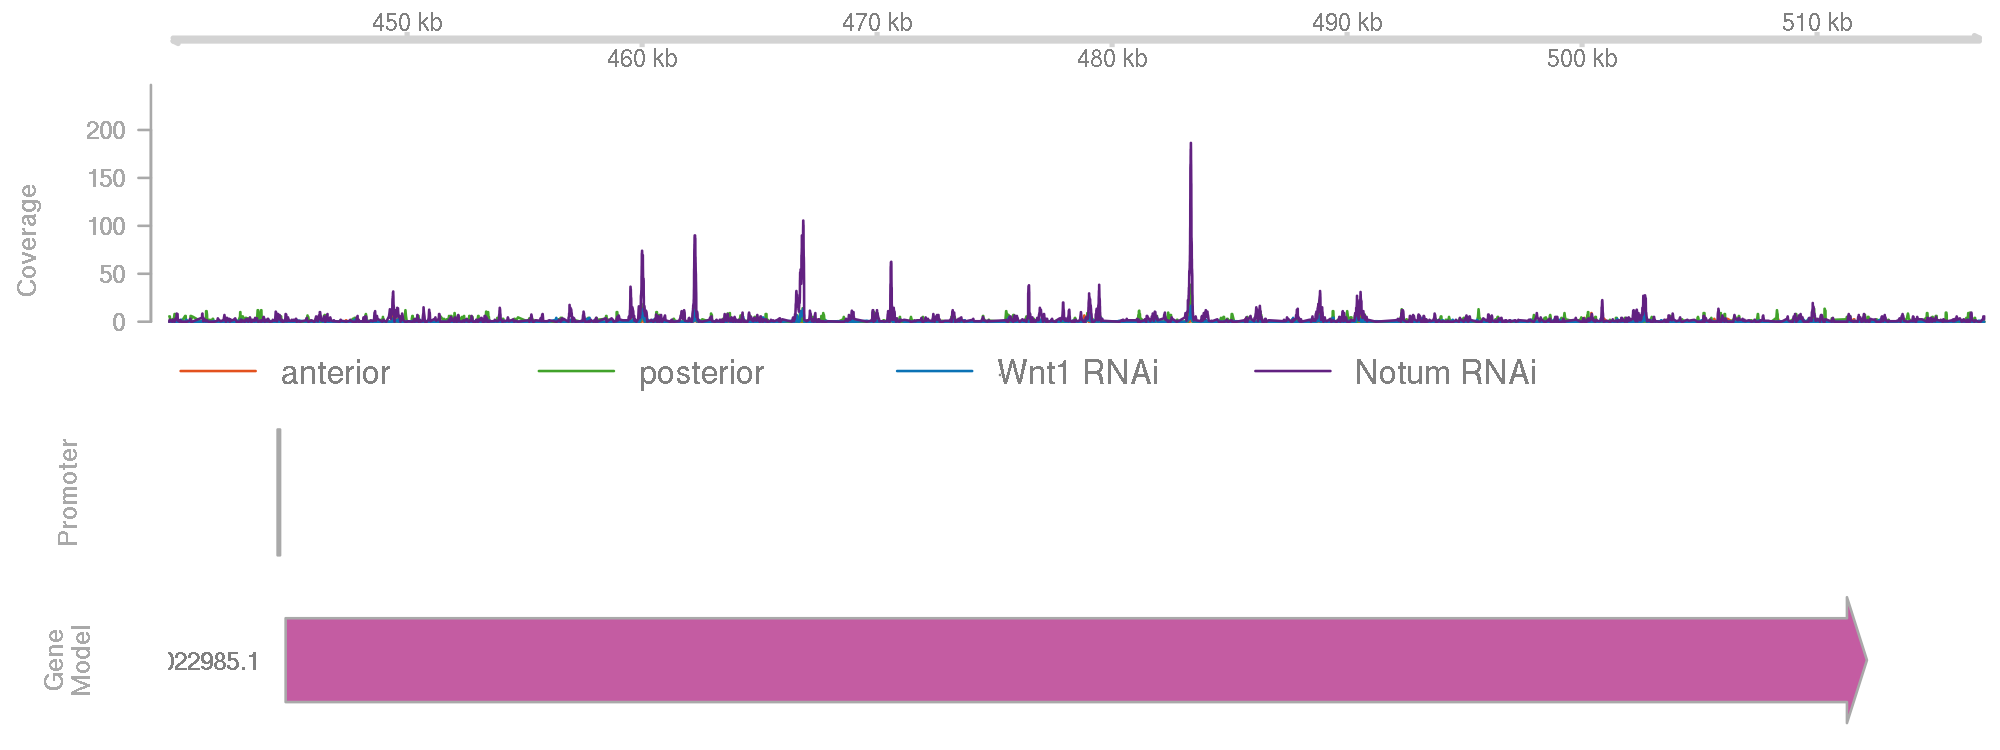 450 kb 470 kb 490 kb 510 kb
460 kb 480 kb 500 kb
Coverage
200
150
100
50
0
anterior posterior Wnt1 RNAi Notum RNAi
Promoter
Gene
Model
022985.1